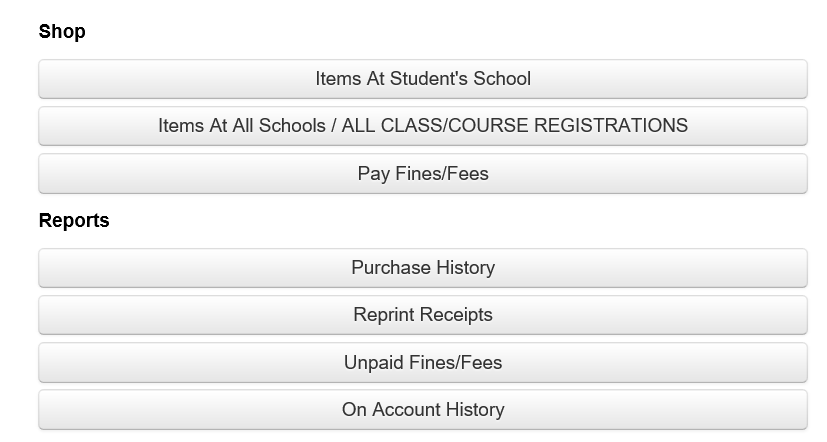 Shop
Items At Student's School
Items At All Schools / ALL CLASS/COURSE REGISTRATIONS
Pay Fines/Fees
Reports
Purchase History
Reprint Receipts
Unpaid Fines/Fees
On Account History